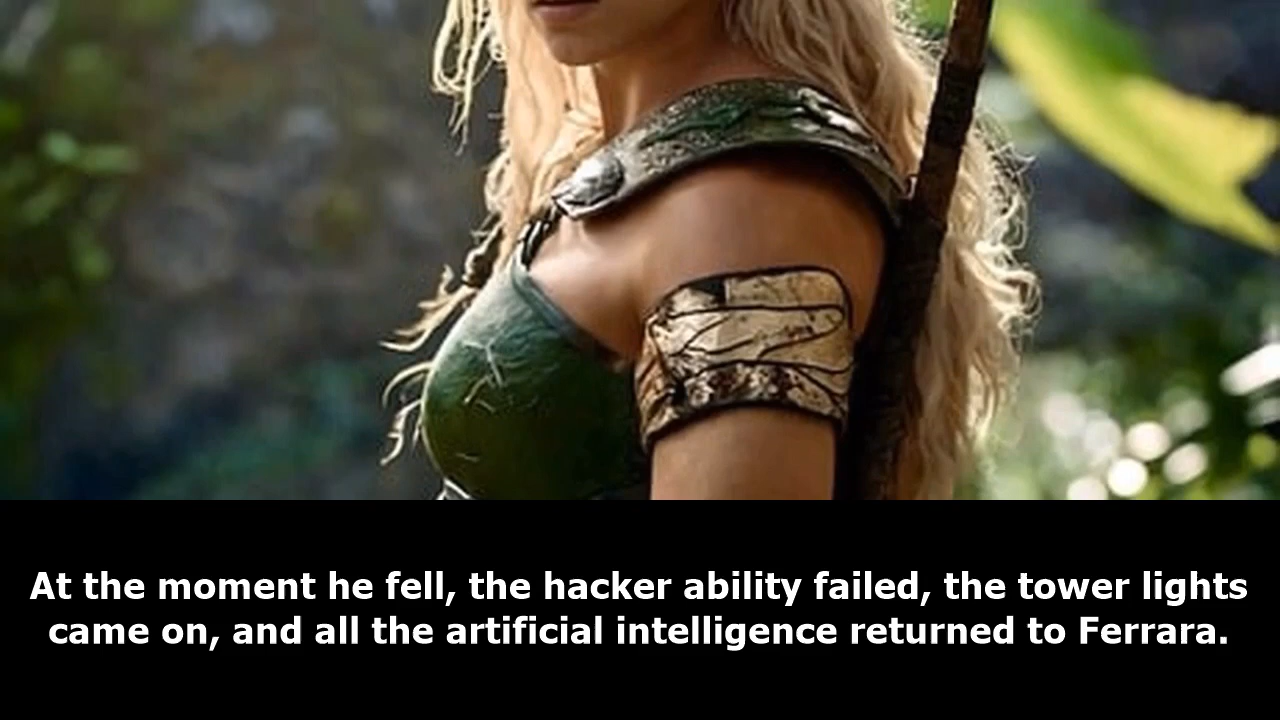 At the moment he fell, the hacker ability failed, the tower lights
came on, and all the artificial intelligence returned to Ferrara.